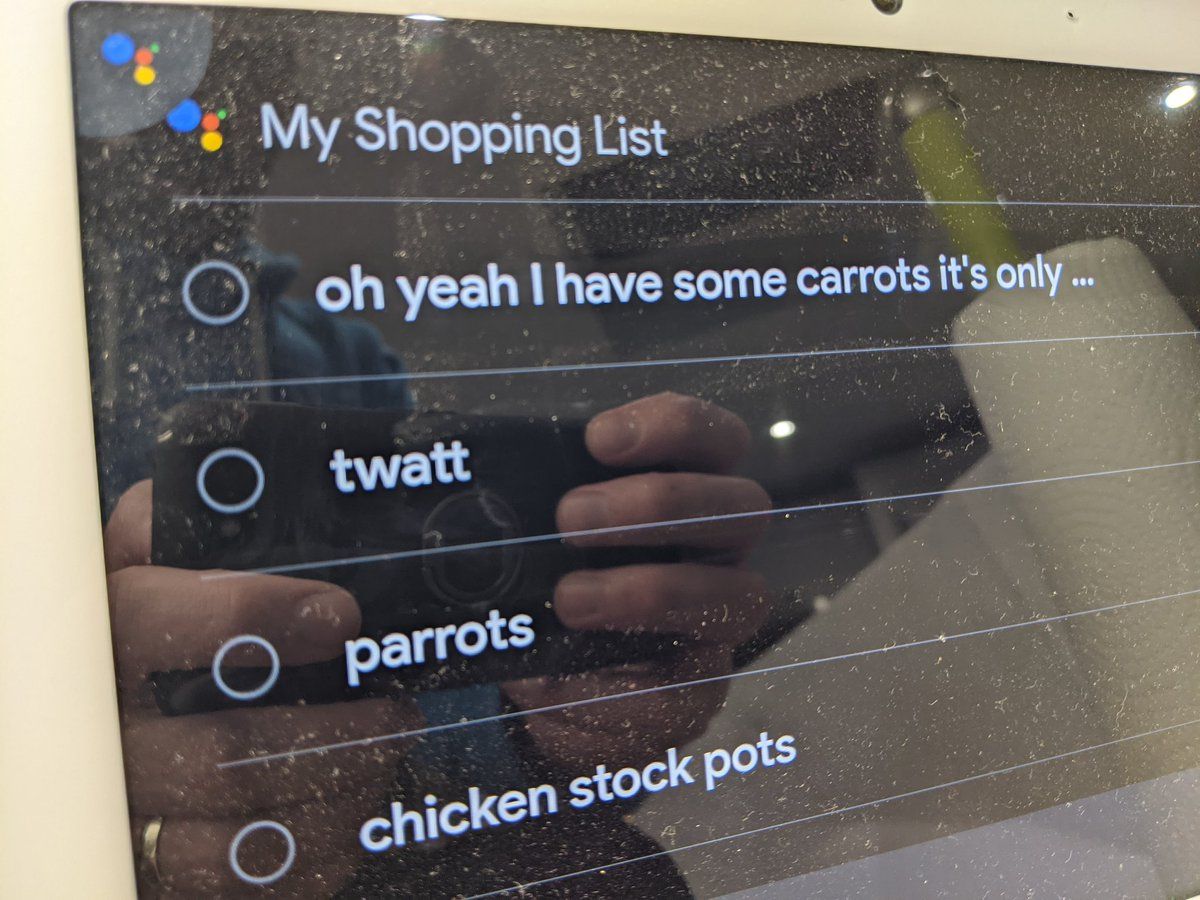 My Shopping List
oh yeah I have some carrots it's only ...
twatt
parrots
chicken stock pots